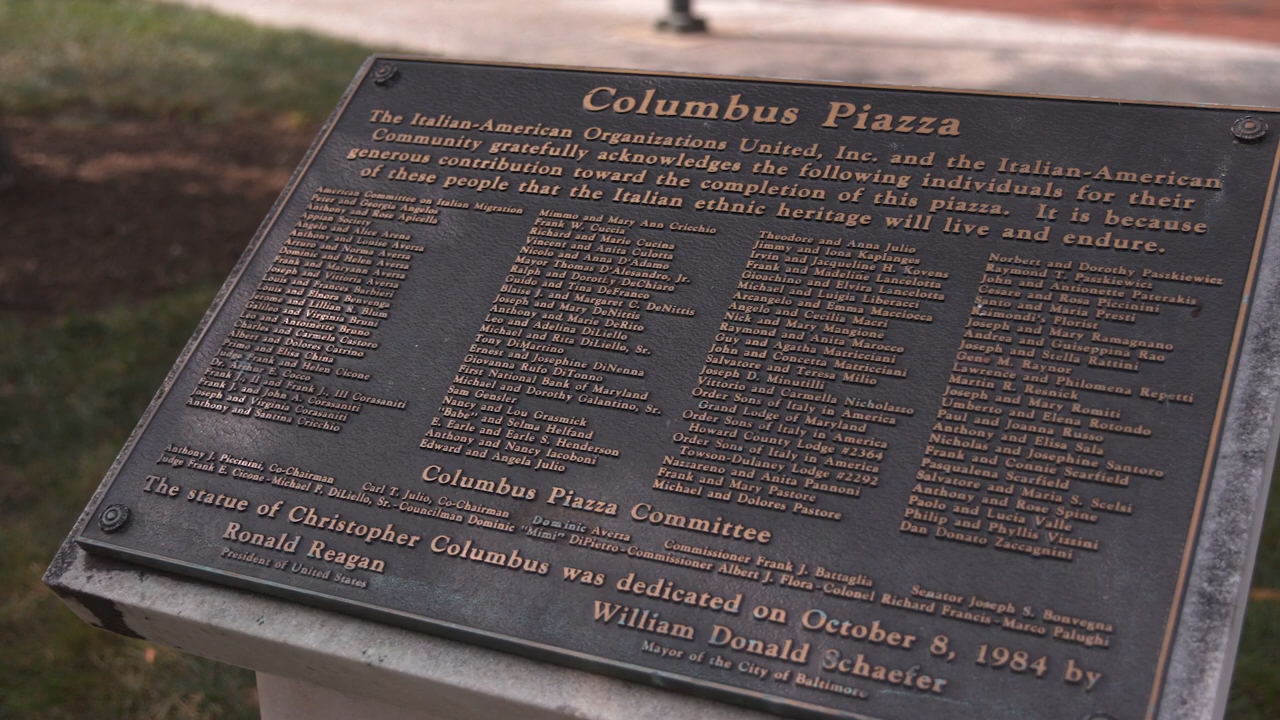 Columbus Piazza
The Italian-American Organizations United, Inc. and the Italian-American
Community gratefully acknowledges the following individuals for their
generous contribution toward the completion of this piazza. It is because
of these people that the Italian ethnic heritage will live and endure.
American Committee on Italian Migration
Peter and Georgia Angelos
Anthony and Rose Apicella
Appian Society
Angelo and Alice Arena
Anthony and Louise Averza
Arturo and Norma Averza
Dominic and Helen Averza
Frank and Maryann Averza
Joseph and Vittoria Averza
Louis and Frances
Louis and Elnora Benvenga
Jerome and Lillian R. Blum
Galileo and Virginia Bruni
and Antoinette Bruno
Charles and Carmela Castoro
Harry and Dolores Catrino
Primo and Elisa China
Judge Frank and Helen Cicone
Dr. Arthur E. Cocco
Frank J., II and Frank J., III Corasaniti
Frank J. and John A. Corasaniti
Joseph and Virginia Corasaniti
Anthony and Santina Cricchio
Mimmo and Mary Ann Cricchio
Frank W. Cucci
Richard and Marie Cucina
Vincent and Anita Culotta
Nicolo and Anna D'Adamo
Mayor Thomas D'Alesandro, Jr.
Ralph and Dorothy DeChiaro
Guido and Tina DeFranco
Blaise J. and Margaret C. DeNittis
Joseph and Mary DeNittis
Anthony and Marie DeRito
Leo and Adelina DiLiello
Michael and Rita DiLiello, Sr.
Tony DiMartino
Ernest and Josephine DiNenna
Giovanna Rufo DiTonno
First National Bank of Maryland
Michael and Dorothy Galantino, Sr.
Sam Gensler
Nancy and Lou Grasmick
"Babe" and Selma Helfand
E. Earle and Earle S. Henderson
Anthony and Nancy Iacoboni
Edward and Angela Julio
Theodore and Anna Julio
Jimmy and Iona Kaplanges
Irvin and Jacqueline H. Kovens
Frank and Madeline Lancelotta
Gioachino and Elvira Lancelotta
Michael and Luigia Liberacci
Arcangelo and Emma Macciocca
Angelo and Cecilia Macri
Nick and Mary Mangione
Raymond and Anita Marocco
Guy and Agatha Matricciani
John and Concetta Matricciani
Salvatore and Teresa Milio
Joseph D. Minutilli
Vittorio and Carmella Nicholazzo
Order Sons of Italy in America
Grand Lodge of Maryland
Order Sons of Italy in America
Howard County Lodge #2364
Order Sons of Italy in America
Towson-Dulaney Lodge #2292
Nazzareno and Anita Pannoni
Frank and Mary Pastore
Michael and Dolores Pastore
Norbert and Dorothy Paszkiewicz
Raymond T. Paszkiewicz
John and Antionette Paterakis
Cesare and Rosa Piccinini
Santo and Maria Presti
Raimondi's Florist
Joseph and Mary Ramagnano
Andrea and Guiseppina Rao
Joseph and Stella Rattini
Gene M. Raynor
Lawrence and Philomena Repetti
Martin R. Resnick
Joseph and Mary Romiti
Umberto and Elena Rotondo
Paul and Joanna Russo
Anthony and Elisa Sala
Nicholas and Josephine Santoro
Frank and Connie Scarfield
Pasqualena Scarfield
Salvatore and Maria S. Scelsi
Anthony and Rose Spine
Paolo and Lucia Valle
Philip and Phyllis Vizzini
Dan Donato Zaccagnini
Columbus Piazza Committee
Anthony J. Piccinini, Co-Chairman Carl T. Julio, Co-Chairman Dominic Averza Commissioner Frank J. Battaglia Senator Joseph S. Bonvegna
Judge Frank E. Cicone-Michael P. DiLiello, Sr.-Councilman Dominic "Mimi" DiPietro-Commissioner Albert J. Flora-Colonel Richard Francis-Marco Palughi
The statue of Christopher Columbus was dedicated on October 8, 1984 by
Ronald Reagan
President of United States
William Donald Schaefer
Mayor of the City of Baltimore